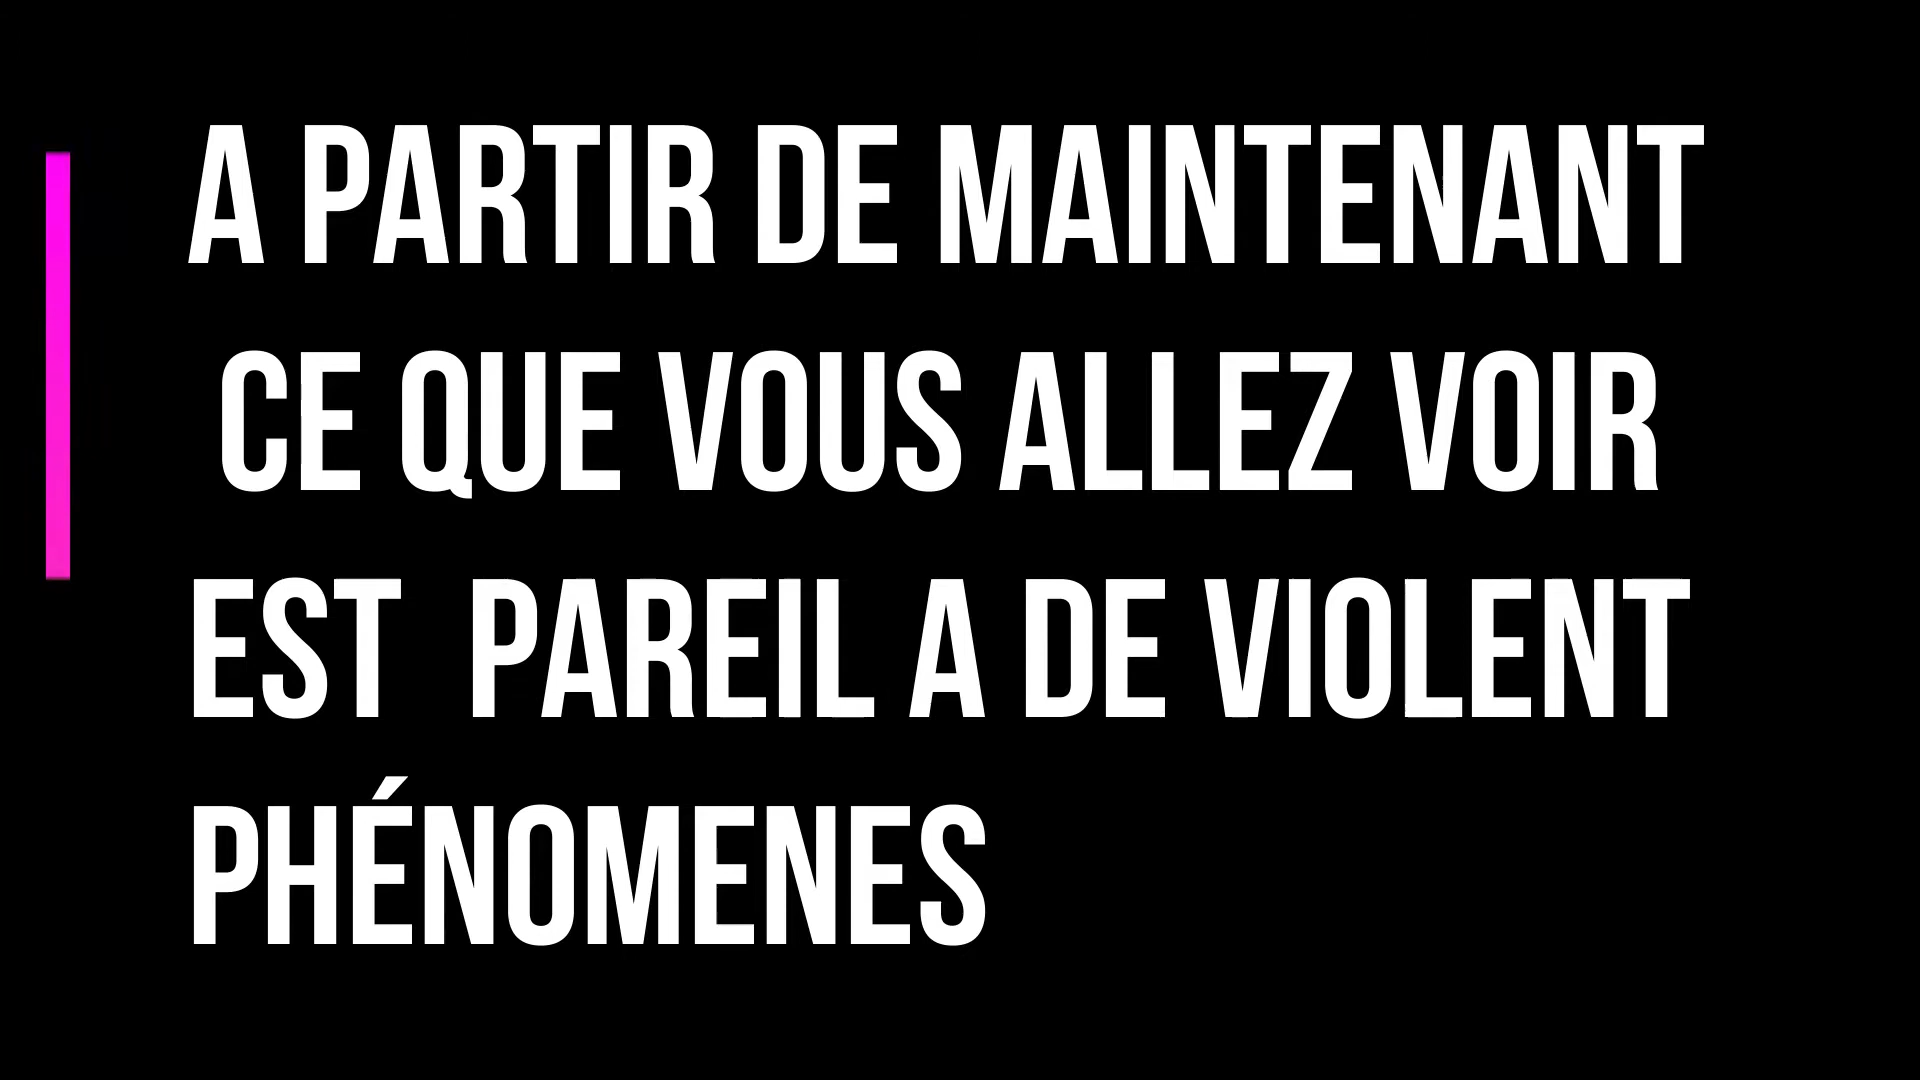 A PARTIR DE MAINTENANT
CE QUE VOUS ALLEZ VOIR
EST PAREIL A DE VIOLENT
PHÉNOMENES